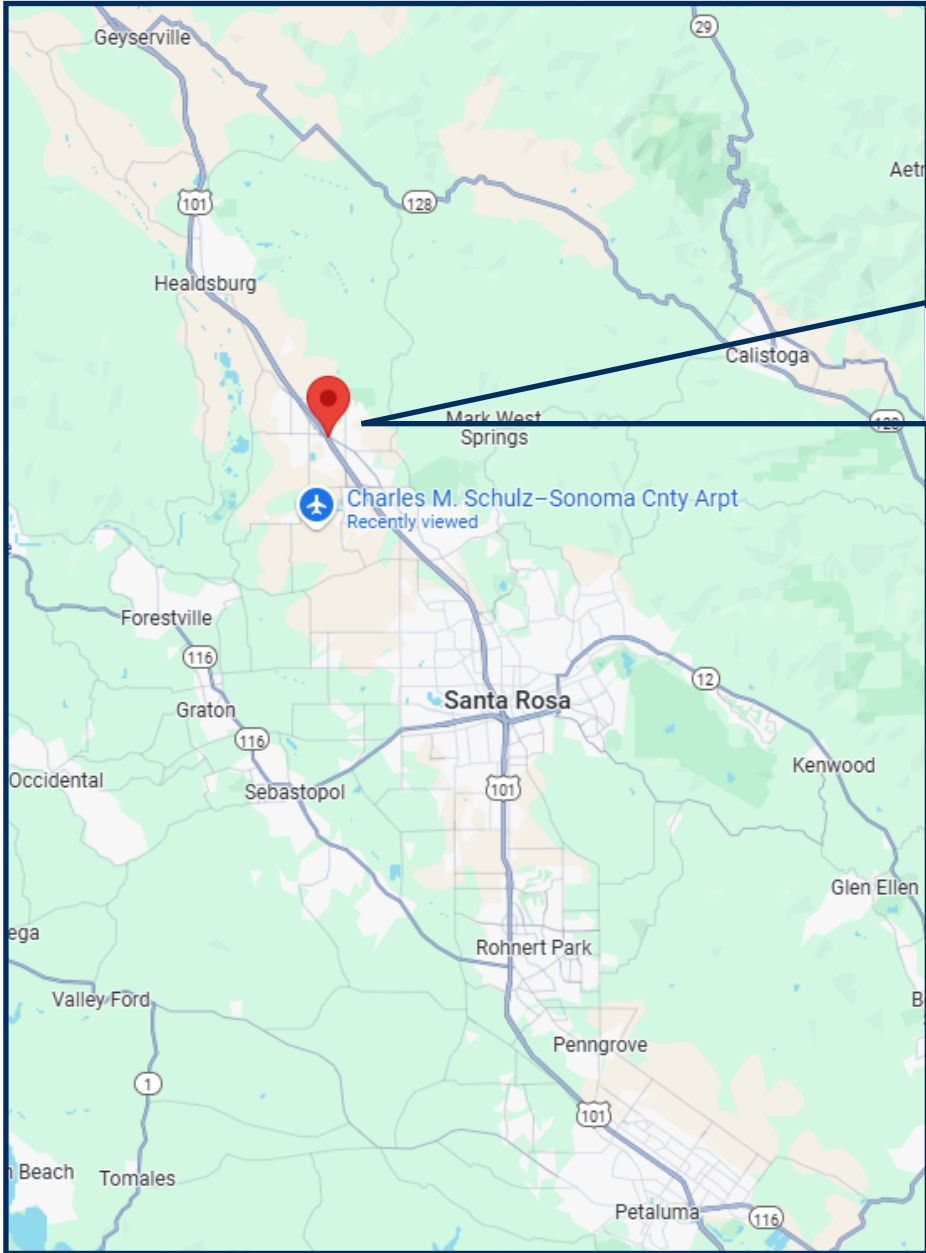 Geyserville
29
Aetn
128
101
Healdsburg
Calistoga
Mark West
Springs
128
Charles M. Schulz–Sonoma Cnty Arpt
Recently viewed
Forestville
116
12
Santa Rosa
Graton
116
Kenwood
Occidental
101
Sebastopol
Glen Ellen
ega
Rohnert Park
Valley Ford
B
Penngrove
1
101
n Beach
Tomales
Petaluma
116